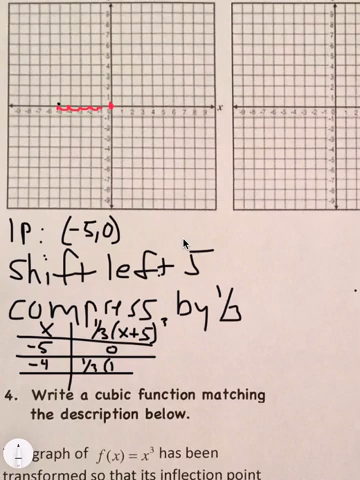 x
IP: (-5,0)
Shift left 5
compress. by 1/3
x 1/3(x+5)
-5 0
-4 1/3(1
4. Write a cubic function matching
the description below.
graph of f(x) = x³ has been
transformed so that its inflection point